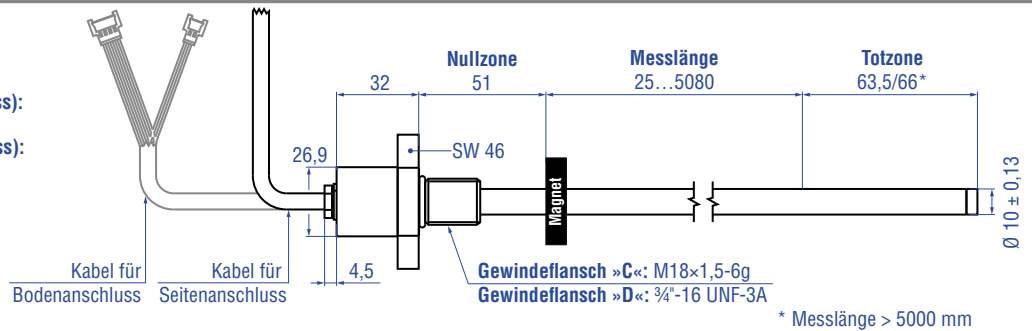 Nullzone
Messlänge
Totzone
32
51
25…5080
63,5/66*
ss):
ss):
26,9
SW 46
Magnet
Ø 10 ± 0,13
Kabel für
Bodenanschluss
Kabel für
Seitenanschluss
4,5
Gewindeflansch »C«: M18×1,5-6g
Gewindeflansch »D«: ¾"-16 UNF-3A
* Messlänge > 5000 mm